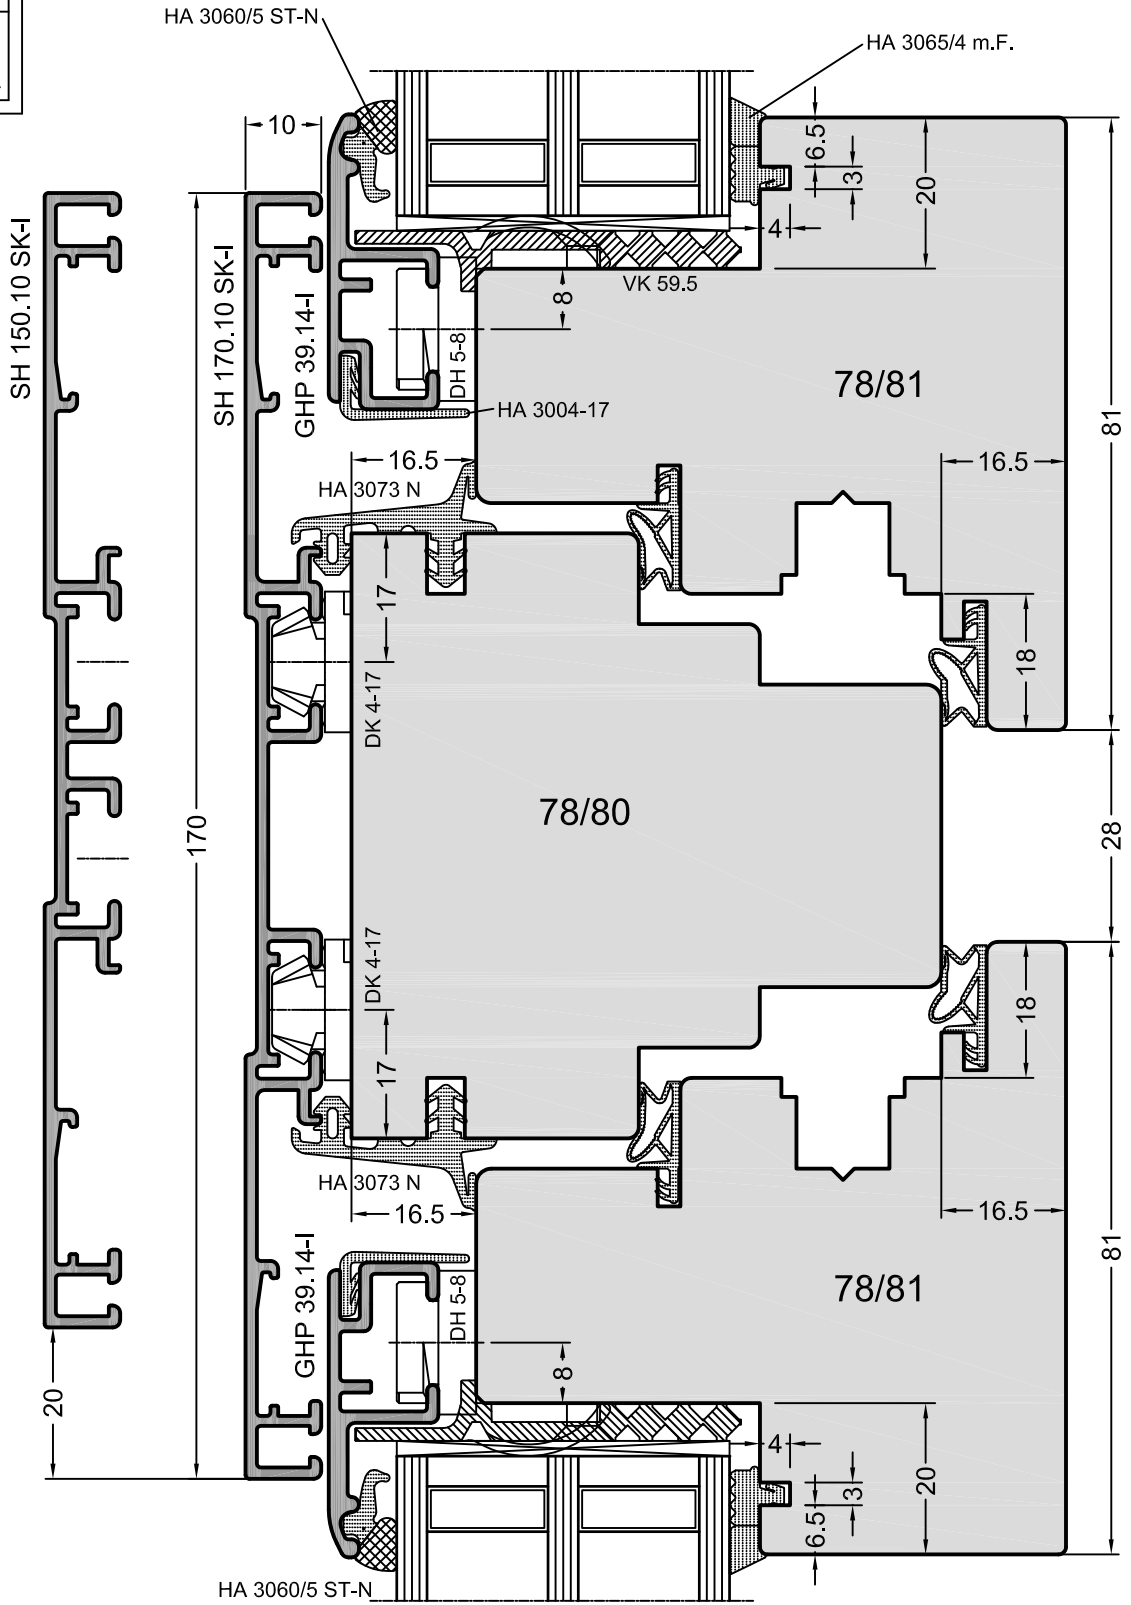 HA 3060/5 ST-N
HA 3065/4 m.F.
10
6.5
3
20
4
SH 150.10 SK-I
SH 170.10 SK-I
GHP 39.14-I
VK 59.5
8
DH 5-8
78/81
81
HA 3004-17
16.5
16.5
HA 3073 N
17
18
DK 4-17
170
78/80
28
DK 4-17
17
18
HA 3073 N
16.5
16.5
81
GHP 39.14-I
DH 5-8
78/81
8
20
4
3
20
6.5
HA 3060/5 ST-N